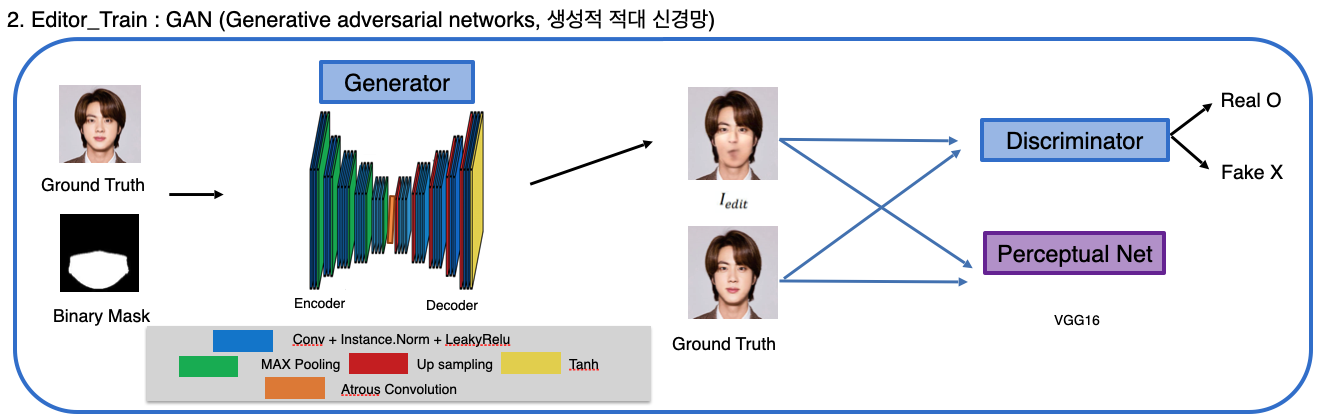 2. Editor_Train : GAN (Generative adversarial networks, 생성적 적대 신경망)
Generator
Ground Truth
Binary Mask
Encoder
Decoder
Conv + Instance.Norm + LeakyRelu
MAX Pooling
Up sampling
Tanh
Atrous Convolution
I_edit
Ground Truth
Discriminator
Real O
Fake X
Perceptual Net
VGG16